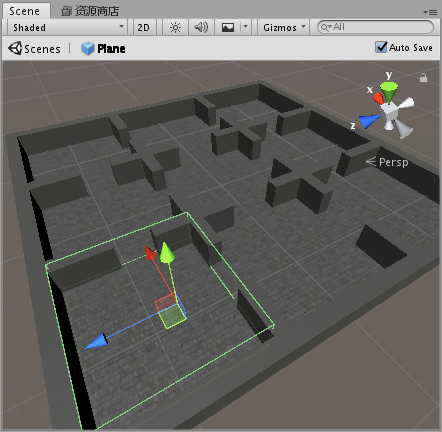 Scene 资源商店
Shaded 2D Gizmos All
Scenes Plane Auto Save
y
x
z
Persp